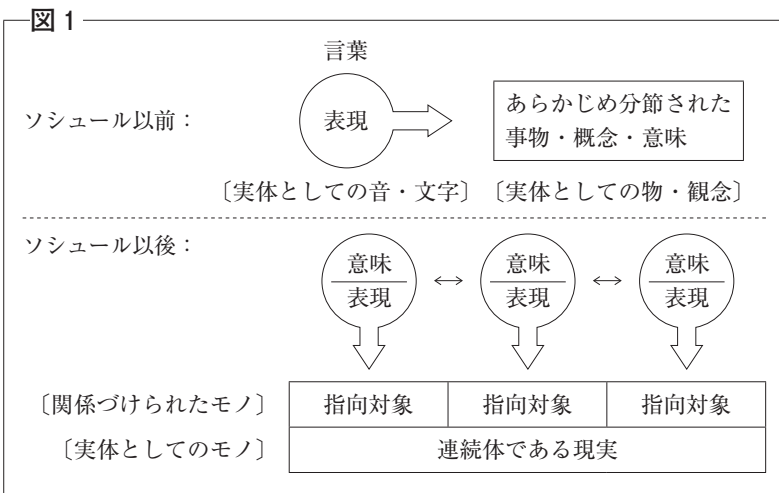 図1
言葉
ソシュール以前：
表現
あらかじめ分節された
事物・概念・意味
〔実体としての音・文字〕〔実体としての物・観念〕
ソシュール以後：
意味 ↔ 意味 ↔ 意味
表現 表現 表現
〔関係づけられたモノ〕 指向対象 指向対象 指向対象
〔実体としてのモノ〕 連続体である現実